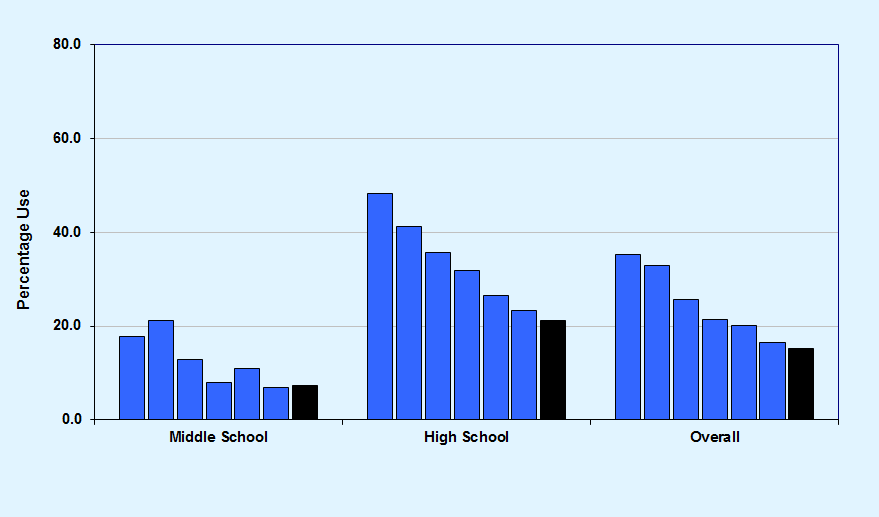 80.0
60.0
40.0
20.0
0.0
Percentage Use
Middle School
High School
Overall